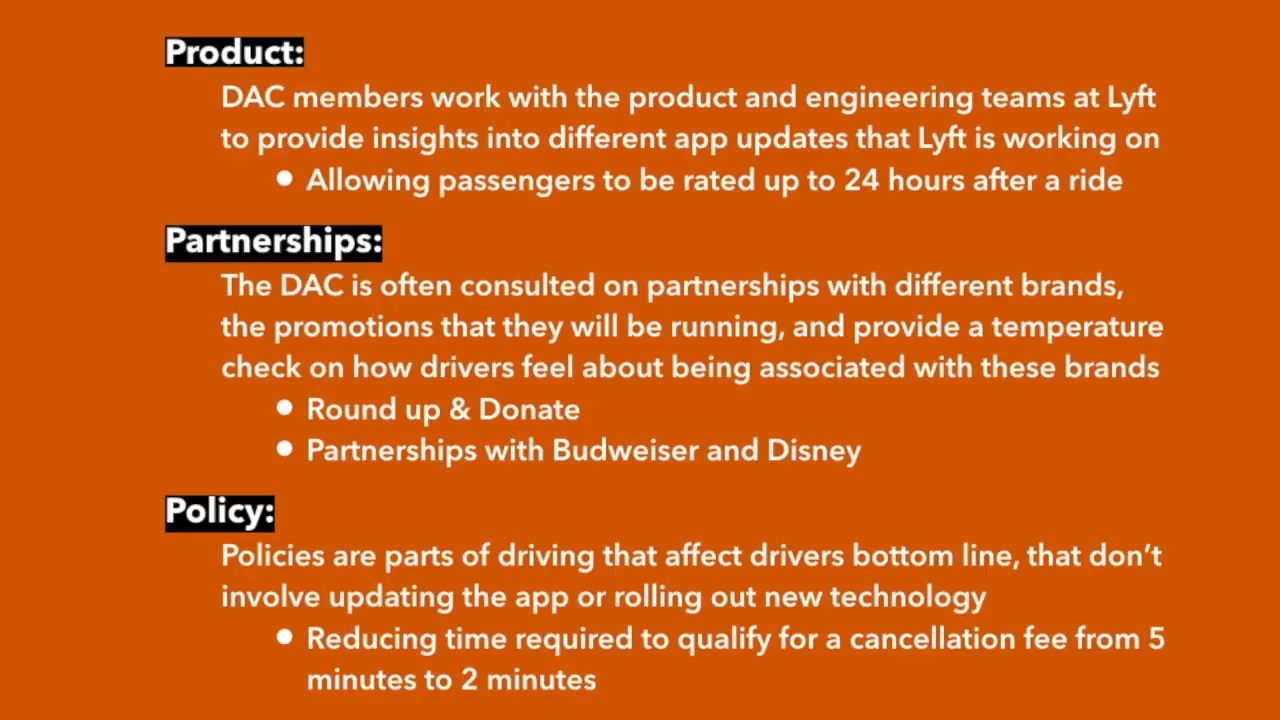 Product:
DAC members work with the product and engineering teams at Lyft
to provide insights into different app updates that Lyft is working on
● Allowing passengers to be rated up to 24 hours after a ride
Partnerships:
The DAC is often consulted on partnerships with different brands,
the promotions that they will be running, and provide a temperature
check on how drivers feel about being associated with these brands
● Round up & Donate
● Partnerships with Budweiser and Disney
Policy:
Policies are parts of driving that affect drivers bottom line, that don’t
involve updating the app or rolling out new technology
● Reducing time required to qualify for a cancellation fee from 5
minutes to 2 minutes